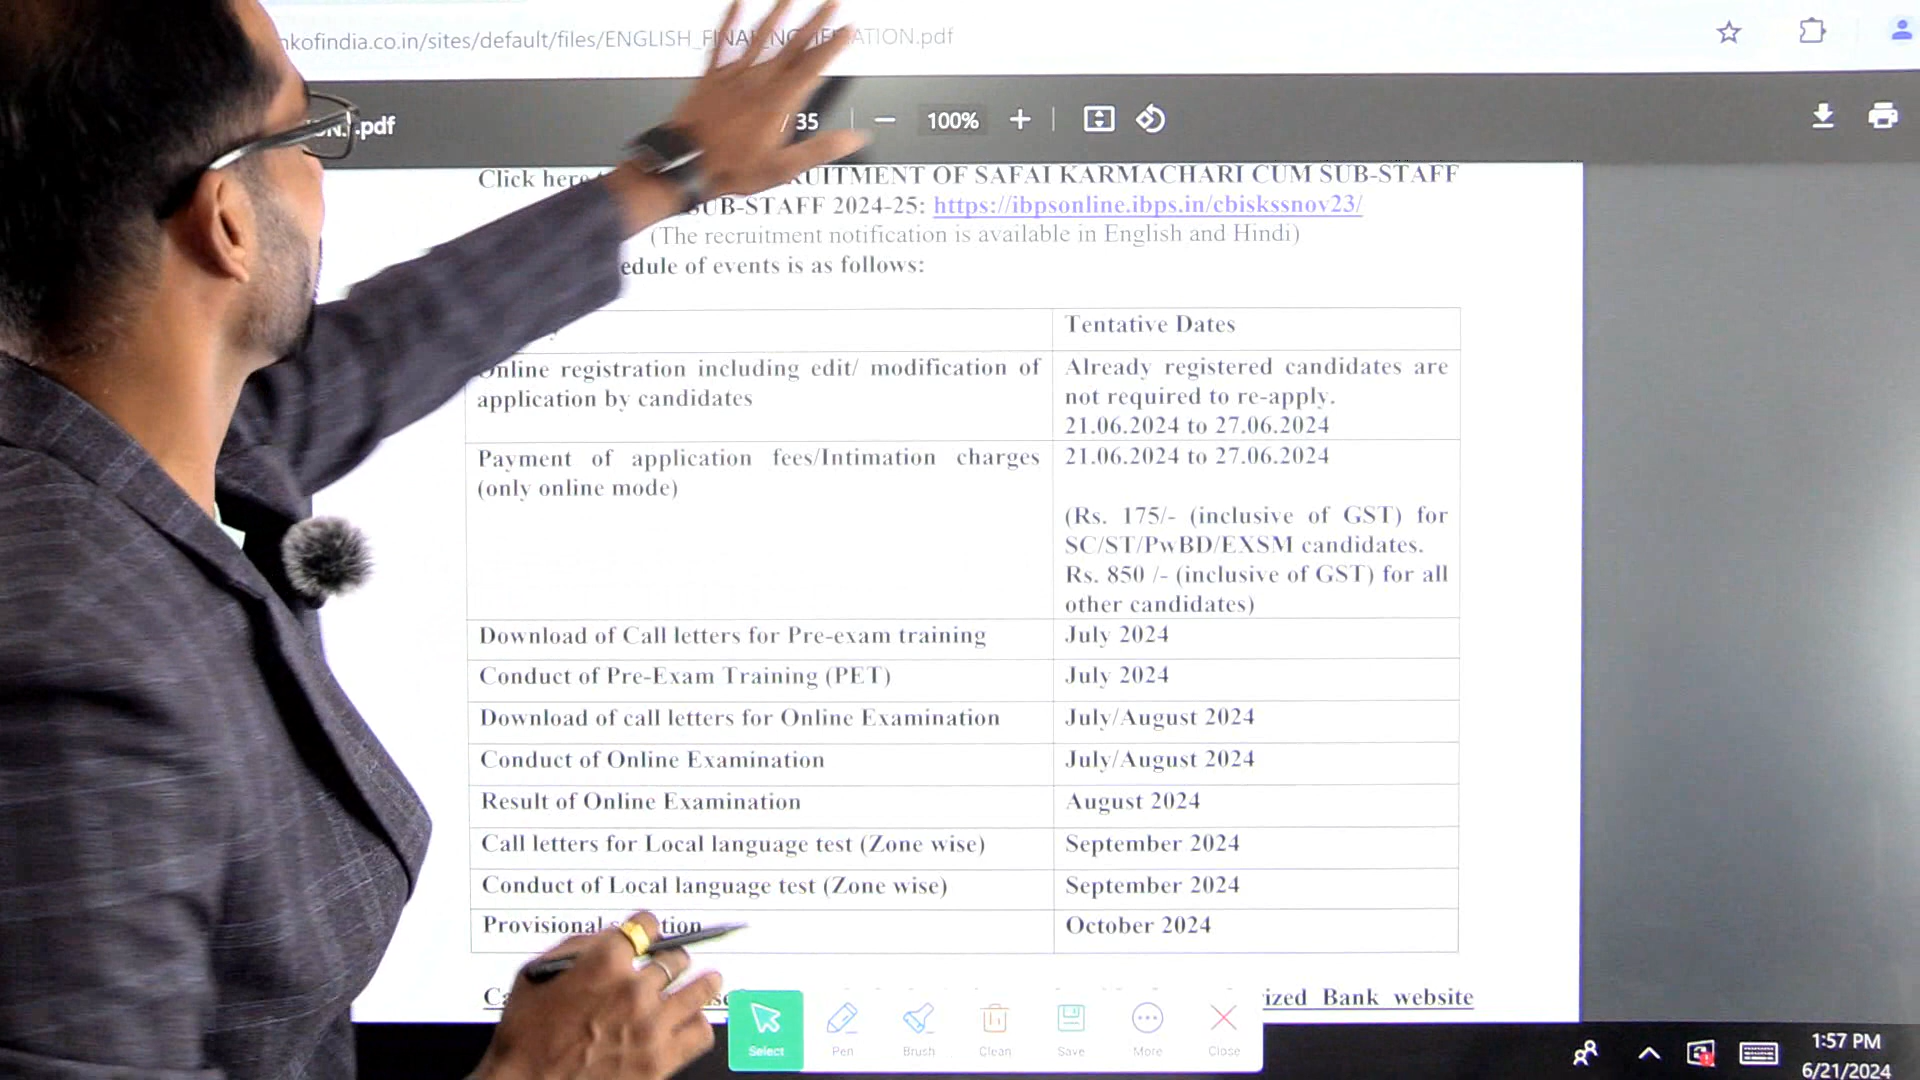 nkofindia.co.in/sites/default/files/ENGLISH_FINAL_NOTIFICATION.pdf
ON.).pdf
/ 35
100%
Click here
RUITMENT OF SAFAI KARMACHARI CUM SUB-STAFF
SUB-STAFF 2024-25: https://ibpsonline.ibps.in/cbiskssnov23/
(The recruitment notification is available in English and Hindi)
edule of events is as follows:
Tentative Dates
Online registration including edit/ modification of
application by candidates
Already registered candidates are
not required to re-apply.
21.06.2024 to 27.06.2024
Payment of application fees/Intimation charges
(only online mode)
21.06.2024 to 27.06.2024
(Rs. 175/- (inclusive of GST) for
SC/ST/PwBD/EXSM candidates.
Rs. 850 /- (inclusive of GST) for all
other candidates)
Download of Call letters for Pre-exam training
July 2024
Conduct of Pre-Exam Training (PET)
July 2024
Download of call letters for Online Examination
July/August 2024
Conduct of Online Examination
July/August 2024
Result of Online Examination
August 2024
Call letters for Local language test (Zone wise)
September 2024
Conduct of Local language test (Zone wise)
September 2024
Provisional
tion
October 2024
Ca
ized Bank website
Select
Pen
Brush
Clean
Save
More
Close
1:57 PM
6/21/2024